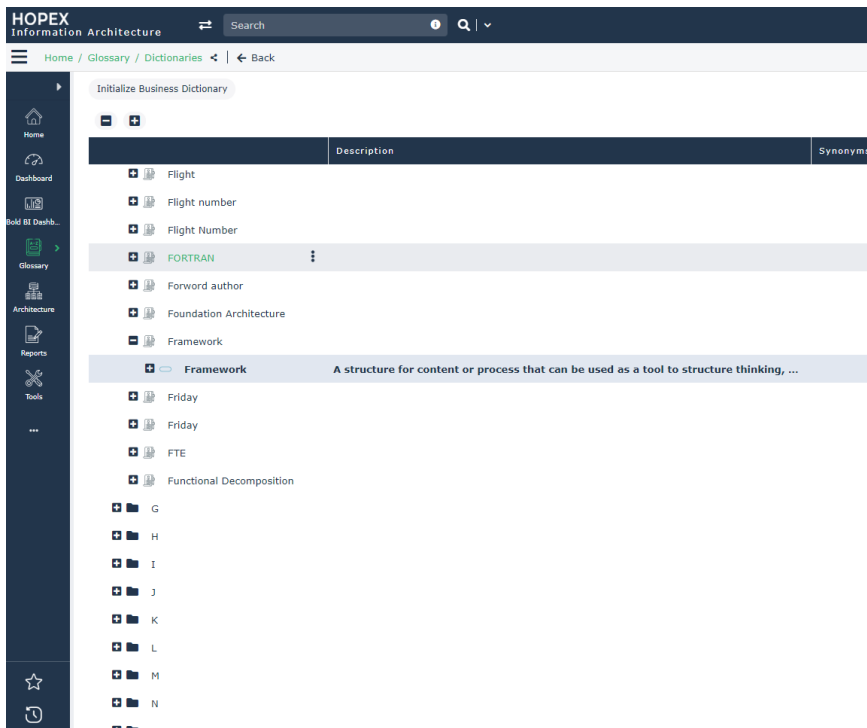 HOPEX
Information Architecture
Search
Home / Glossary / Dictionaries
Back
Initialize Business Dictionary
Home
Dashboard
Bold BI Dashb...
Glossary
Architecture
Reports
Tools
Description
Synonyms
Flight
Flight number
Flight Number
FORTRAN
Forword author
Foundation Architecture
Framework
Framework
A structure for content or process that can be used as a tool to structure thinking, ...
Friday
Friday
FTE
Functional Decomposition
G
H
I
J
K
L
M
N